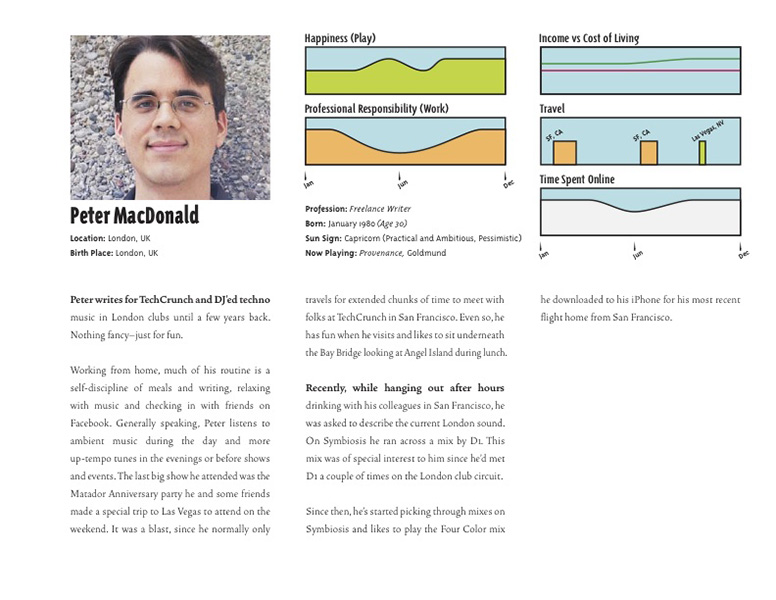 Peter MacDonald
Location: London, UK
Birth Place: London, UK
Happiness (Play)
Professional Responsibility (Work)
Jan
Jun
Dec
Profession: Freelance Writer
Born: January 1980 (Age 30)
Sun Sign: Capricorn (Practical and Ambitious, Pessimistic)
Now Playing: Provenance, Goldmund
Income vs Cost of Living
Travel
SF, CA
SF, CA
Las Vegas, NV
Time Spent Online
Jan
Jun
Dec
Peter writes for TechCrunch and DJ'ed techno
music in London clubs until a few years back.
Nothing fancy—just for fun.
Working from home, much of his routine is a
self-discipline of meals and writing, relaxing
with music and checking in with friends on
Facebook. Generally speaking, Peter listens to
ambient music during the day and more
up-tempo tunes in the evenings or before shows
and events. The last big show he attended was the
Matador Anniversary party he and some friends
made a special trip to Las Vegas to attend on the
weekend. It was a blast, since he normally only
travels for extended chunks of time to meet with
folks at TechCrunch in San Francisco. Even so, he
has fun when he visits and likes to sit underneath
the Bay Bridge looking at Angel Island during lunch.
Recently, while hanging out after hours
drinking with his colleagues in San Francisco, he
was asked to describe the current London sound.
On Symbiosis he ran across a mix by D1. This
mix was of special interest to him since he'd met
D1 a couple of times on the London club circuit.
Since then, he's started picking through mixes on
Symbiosis and likes to play the Four Color mix
he downloaded to his iPhone for his most recent
flight home from San Francisco.